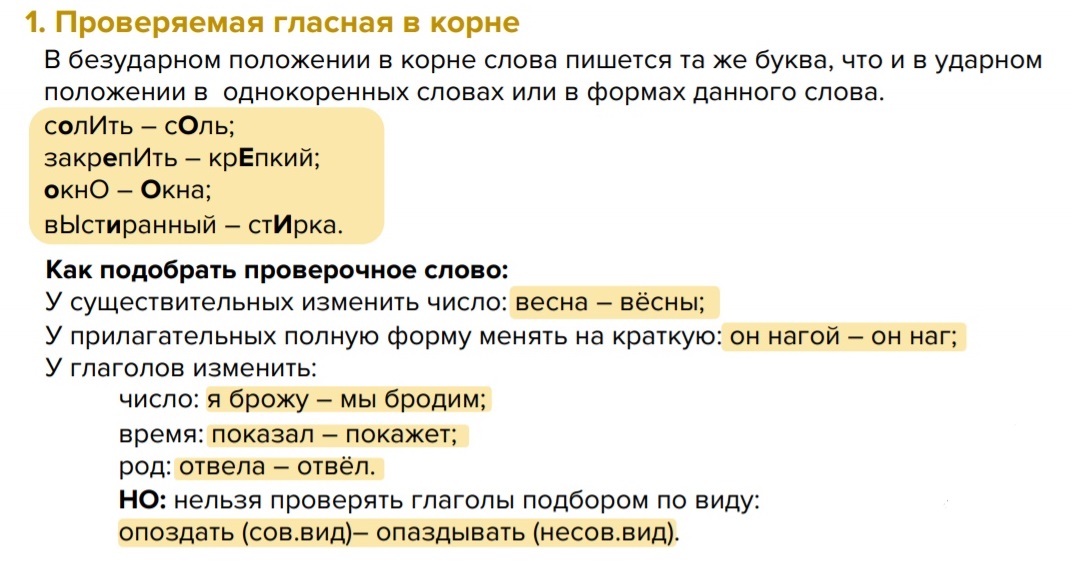 1. Проверяемая гласная в корне
В безударном положении в корне слова пишется та же буква, что и в ударном
положении в однокоренных словах или в формах данного слова.
солИть – сОль;
закрепИть – крЕпкий;
окнО – Окна;
вЫстиранный – стИрка.
Как подобрать проверочное слово:
У существительных изменить число: весна – вёсны;
У прилагательных полную форму менять на краткую: он нагой – он наг;
У глаголов изменить:
число: я брожу – мы бродим;
время: показал – покажет;
род: отвела – отвёл.
НО: нельзя проверять глаголы подбором по виду:
опоздать (сов.вид)– опаздывать (несов.вид).